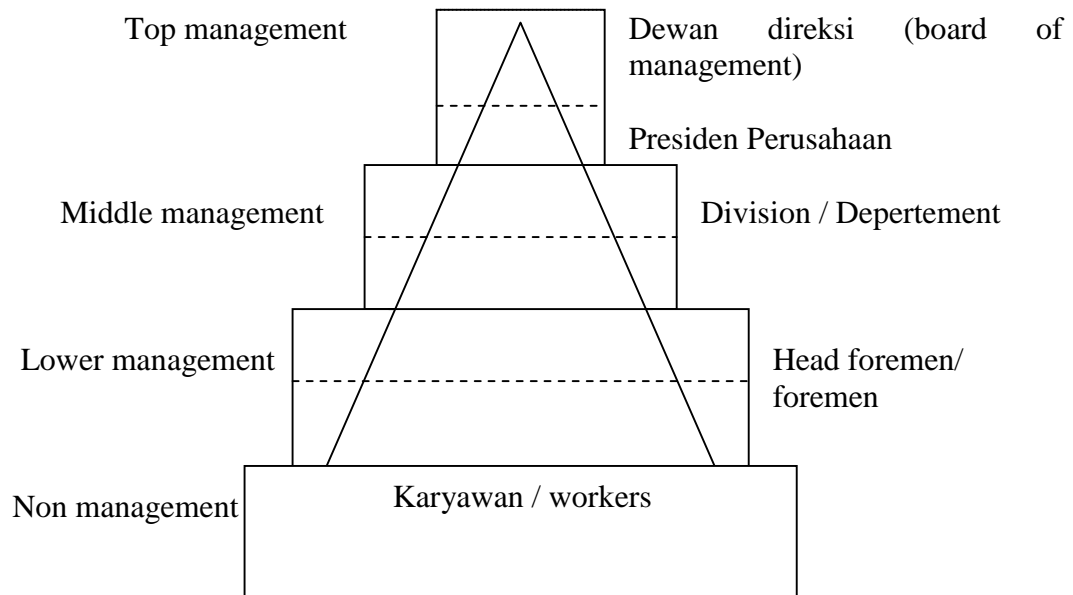 Top management
Dewan direksi (board of
management)
Presiden Perusahaan
Middle management
Division / Depertement
Lower management
Head foremen/
foremen
Non management
Karyawan / workers